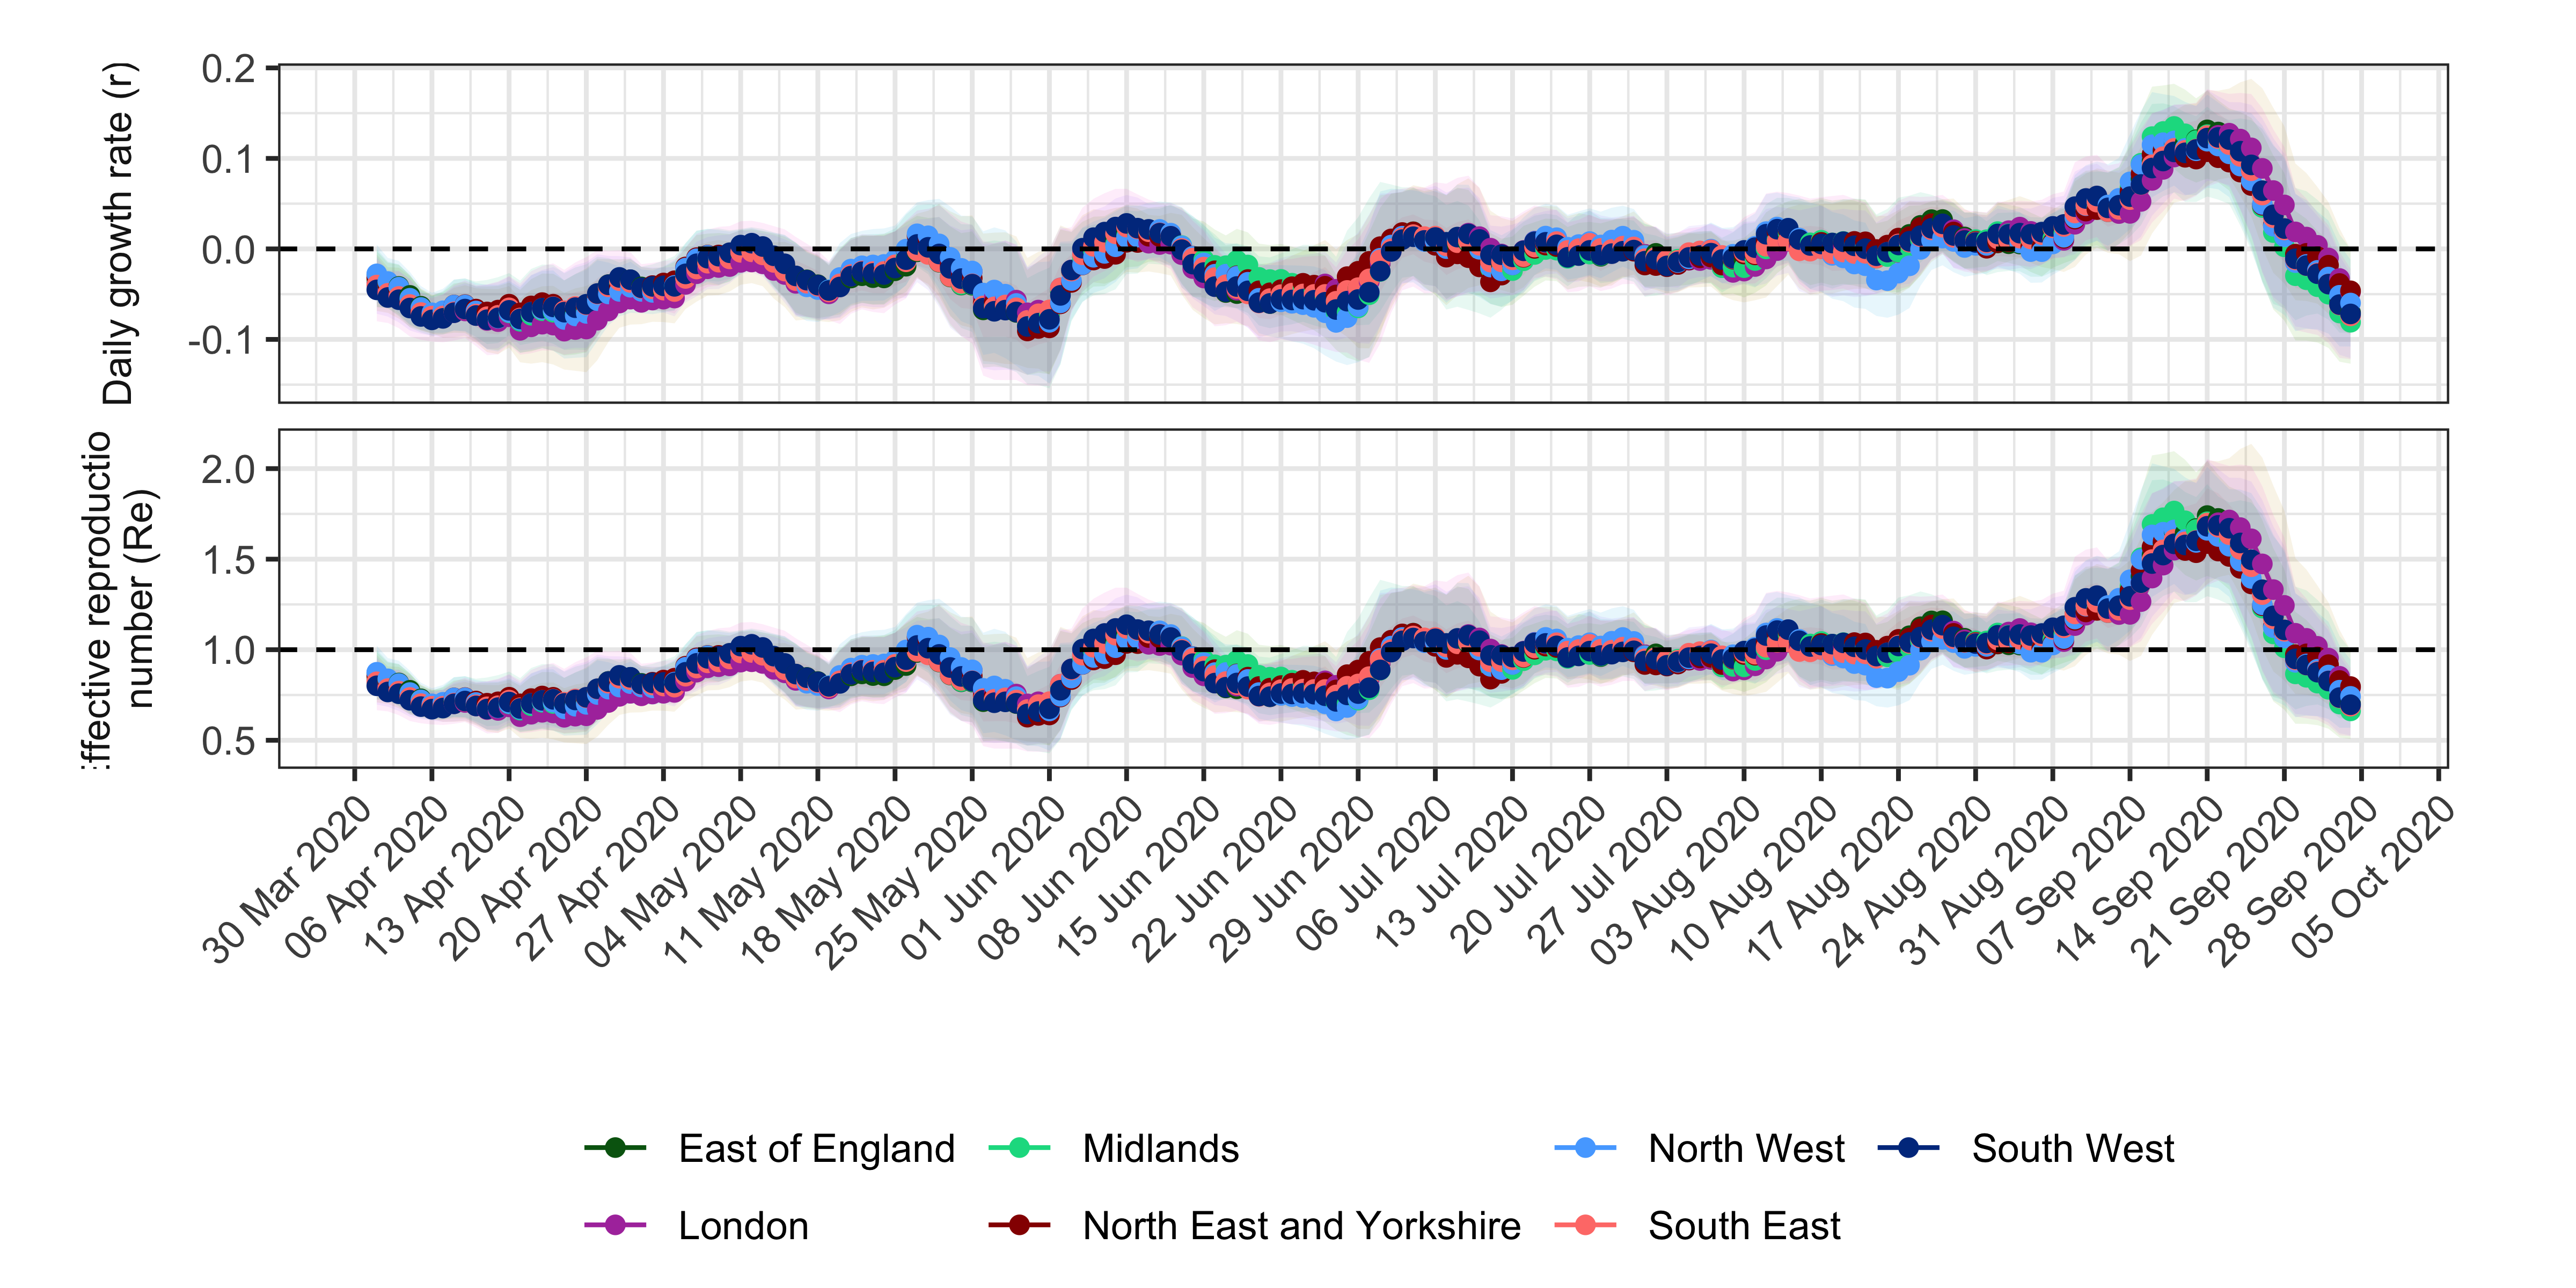 Daily growth rate (r)
0.2
0.1
0.0
-0.1
ffective reproductio
number (Re)
2.0
1.5
1.0
0.5
30 Mar 2020
06 Apr 2020
13 Apr 2020
20 Apr 2020
27 Apr 2020
04 May 2020
11 May 2020
18 May 2020
25 May 2020
01 Jun 2020
08 Jun 2020
15 Jun 2020
22 Jun 2020
29 Jun 2020
06 Jul 2020
13 Jul 2020
20 Jul 2020
27 Jul 2020
03 Aug 2020
10 Aug 2020
17 Aug 2020
24 Aug 2020
31 Aug 2020
07 Sep 2020
14 Sep 2020
21 Sep 2020
28 Sep 2020
05 Oct 2020
East of England Midlands North West South West
London North East and Yorkshire South East